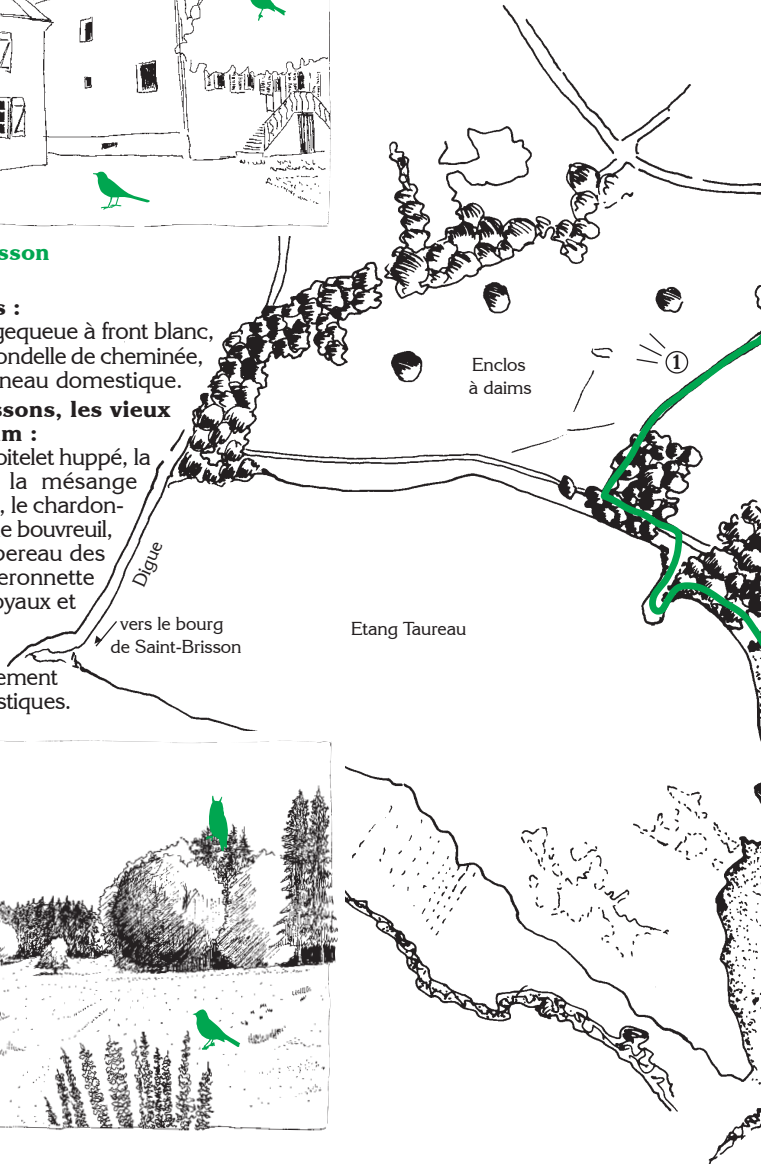 sson
s :
gequeue à front blanc,
ondelle de cheminée,
neau domestique.
ssons, les vieux
m :
oitelet huppé, la
la mésange
, le chardon-
e bouvreuil,
pereau des
eronnette
oyaux et
ement
stiques.
Enclos
à daims
1
Digue
vers le bourg
de Saint-Brisson
Etang Taureau